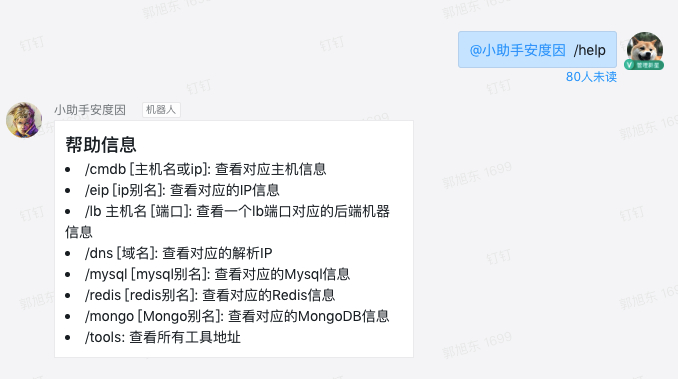 @小助手安度因 /help
80人未读
小助手安度因 机器人
帮助信息
/cmdb [主机名或ip]: 查看对应主机信息
/eip [ip别名]: 查看对应的IP信息
/lb 主机名 [端口]: 查看一个lb端口对应的后端机器
信息
/dns [域名]: 查看对应的解析IP
/mysql [mysql别名]: 查看对应的Mysql信息
/redis [redis别名]: 查看对应的Redis信息
/mongo [Mongo别名]: 查看对应的MongoDB信息
/tools: 查看所有工具地址
郭旭东 1699
钉钉